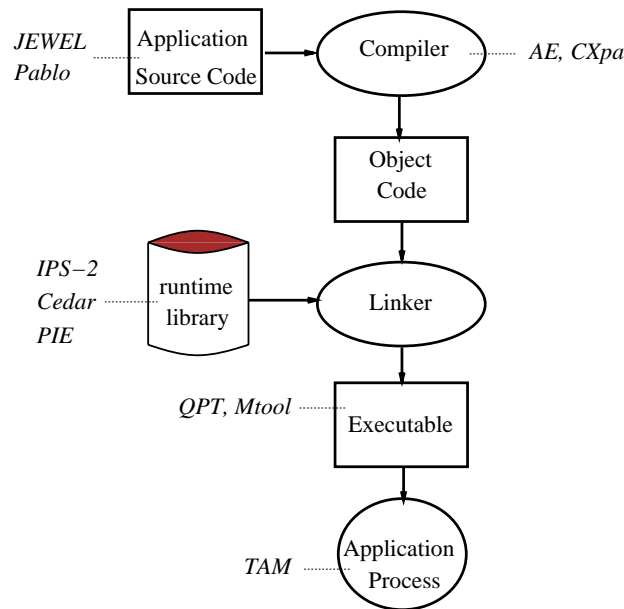 JEWEL
Pablo
Application
Source Code
Compiler
AE, CXpa
Object
Code
IPS−2
Cedar
PIE
runtime
library
Linker
QPT, Mtool
Executable
TAM
Application
Process